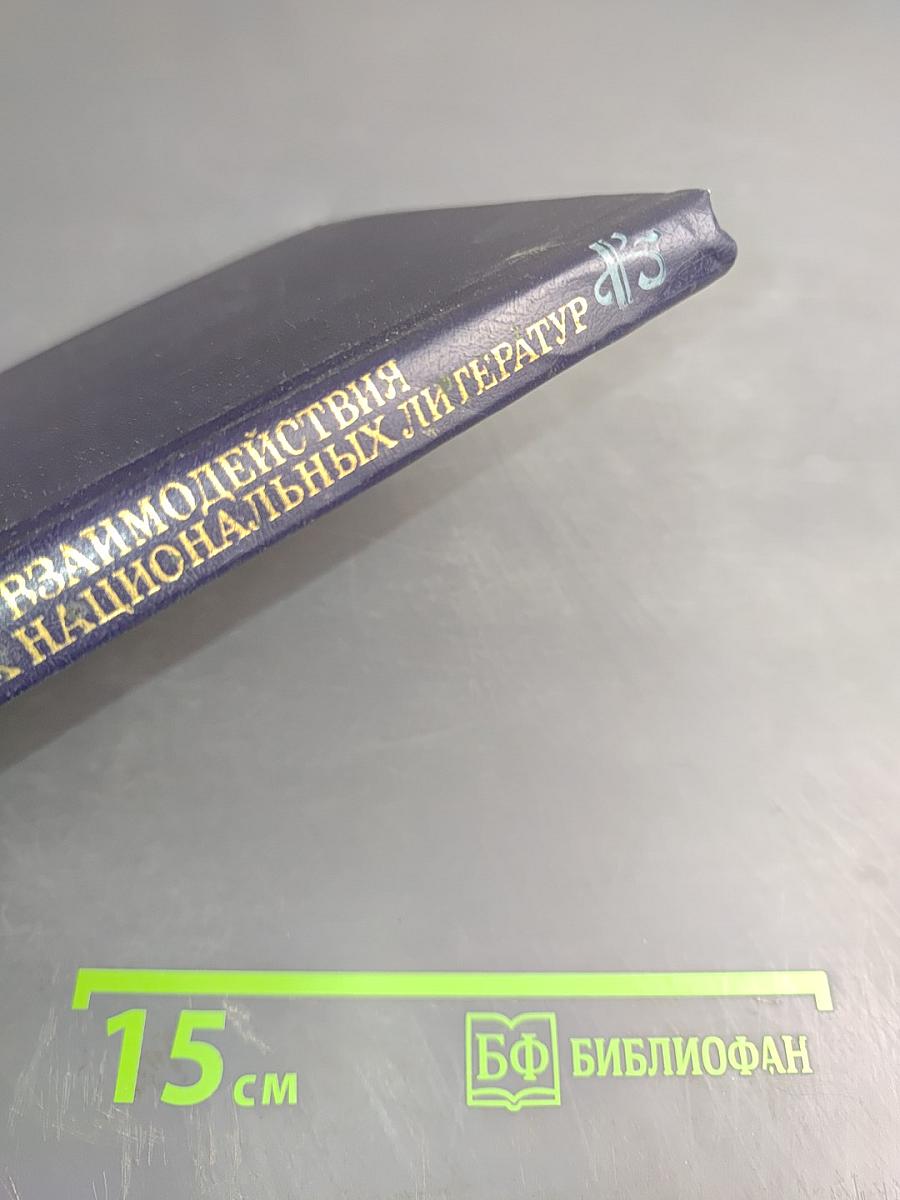 ВЗАИМОДЕЙСТВИЯ
Х НАЦИОНАЛЬНЫХ ЛИТЕРАТУР
15 см
БФ БИБЛИОФАН